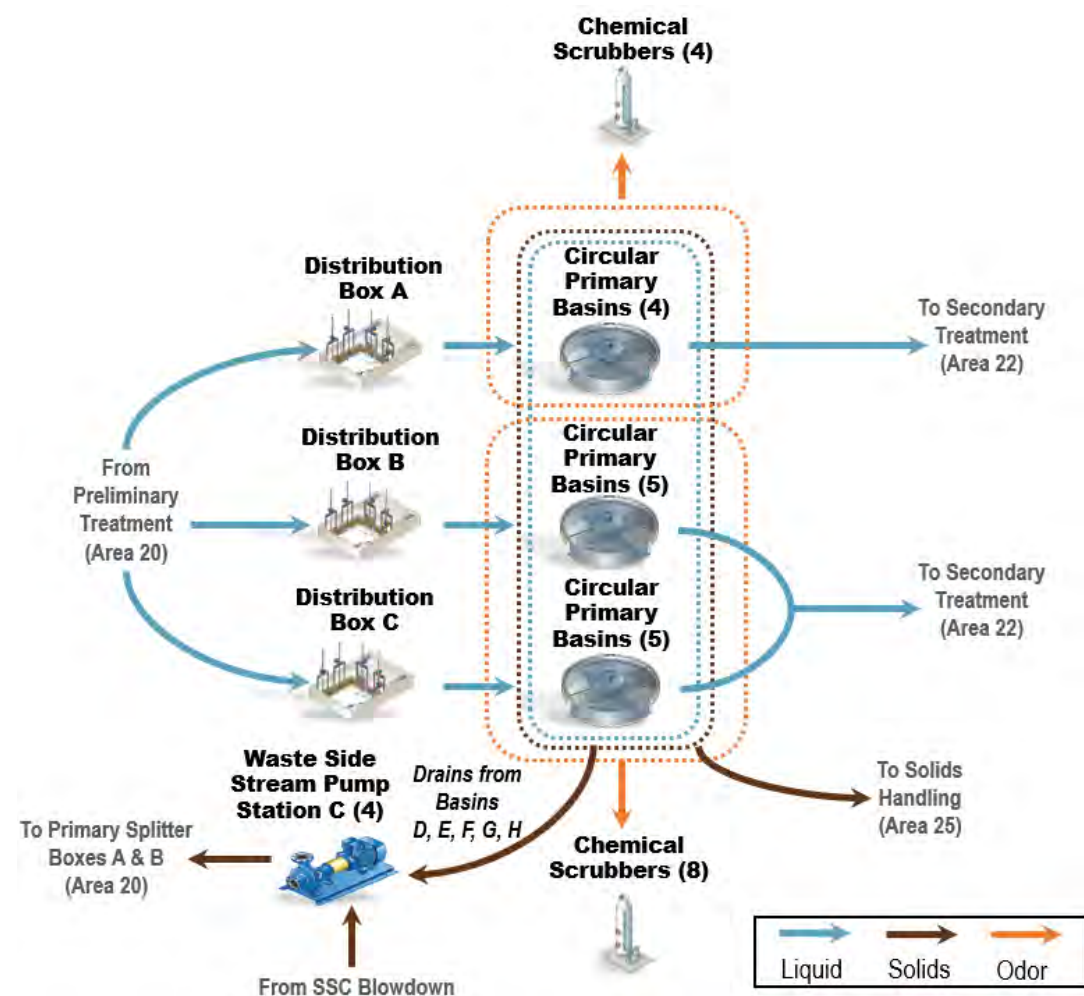 Chemical
Scrubbers (4)
Distribution
Box A
Circular
Primary
Basins (4)
To Secondary
Treatment
(Area 22)
From
Preliminary
Treatment
(Area 20)
Distribution
Box B
Circular
Primary
Basins (5)
Distribution
Box C
Circular
Primary
Basins (5)
To Secondary
Treatment
(Area 22)
Waste Side
Stream Pump
Station C (4)
Drains from
Basins
D, E, F, G, H
To Primary Splitter
Boxes A & B
(Area 20)
From SSC Blowdown
Chemical
Scrubbers (8)
To Solids
Handling
(Area 25)
Liquid
Solids
Odor